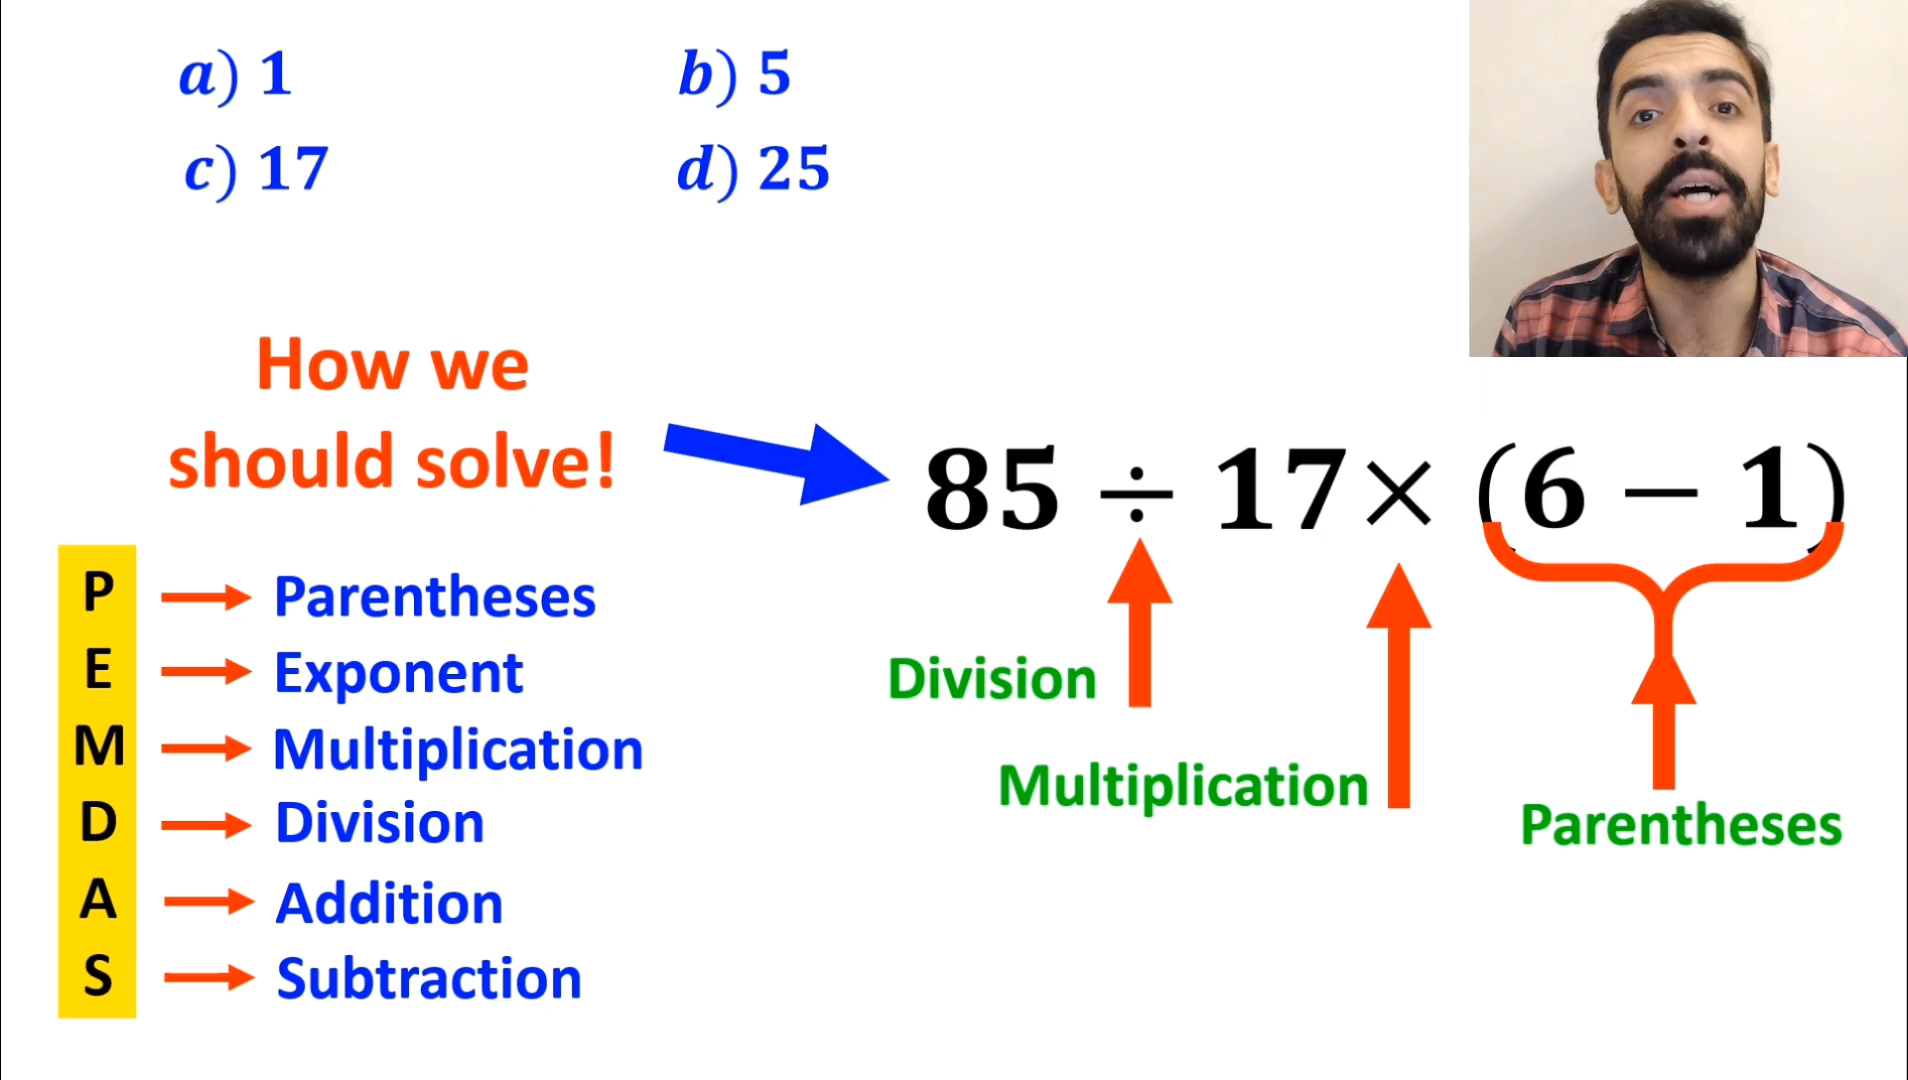 a) 1
b) 5
c) 17
d) 25
How we
should solve!
85 ÷ 17 × (6 − 1)
P → Parentheses
E → Exponent
M → Multiplication
D → Division
A → Addition
S → Subtraction
Division
Multiplication
Parentheses